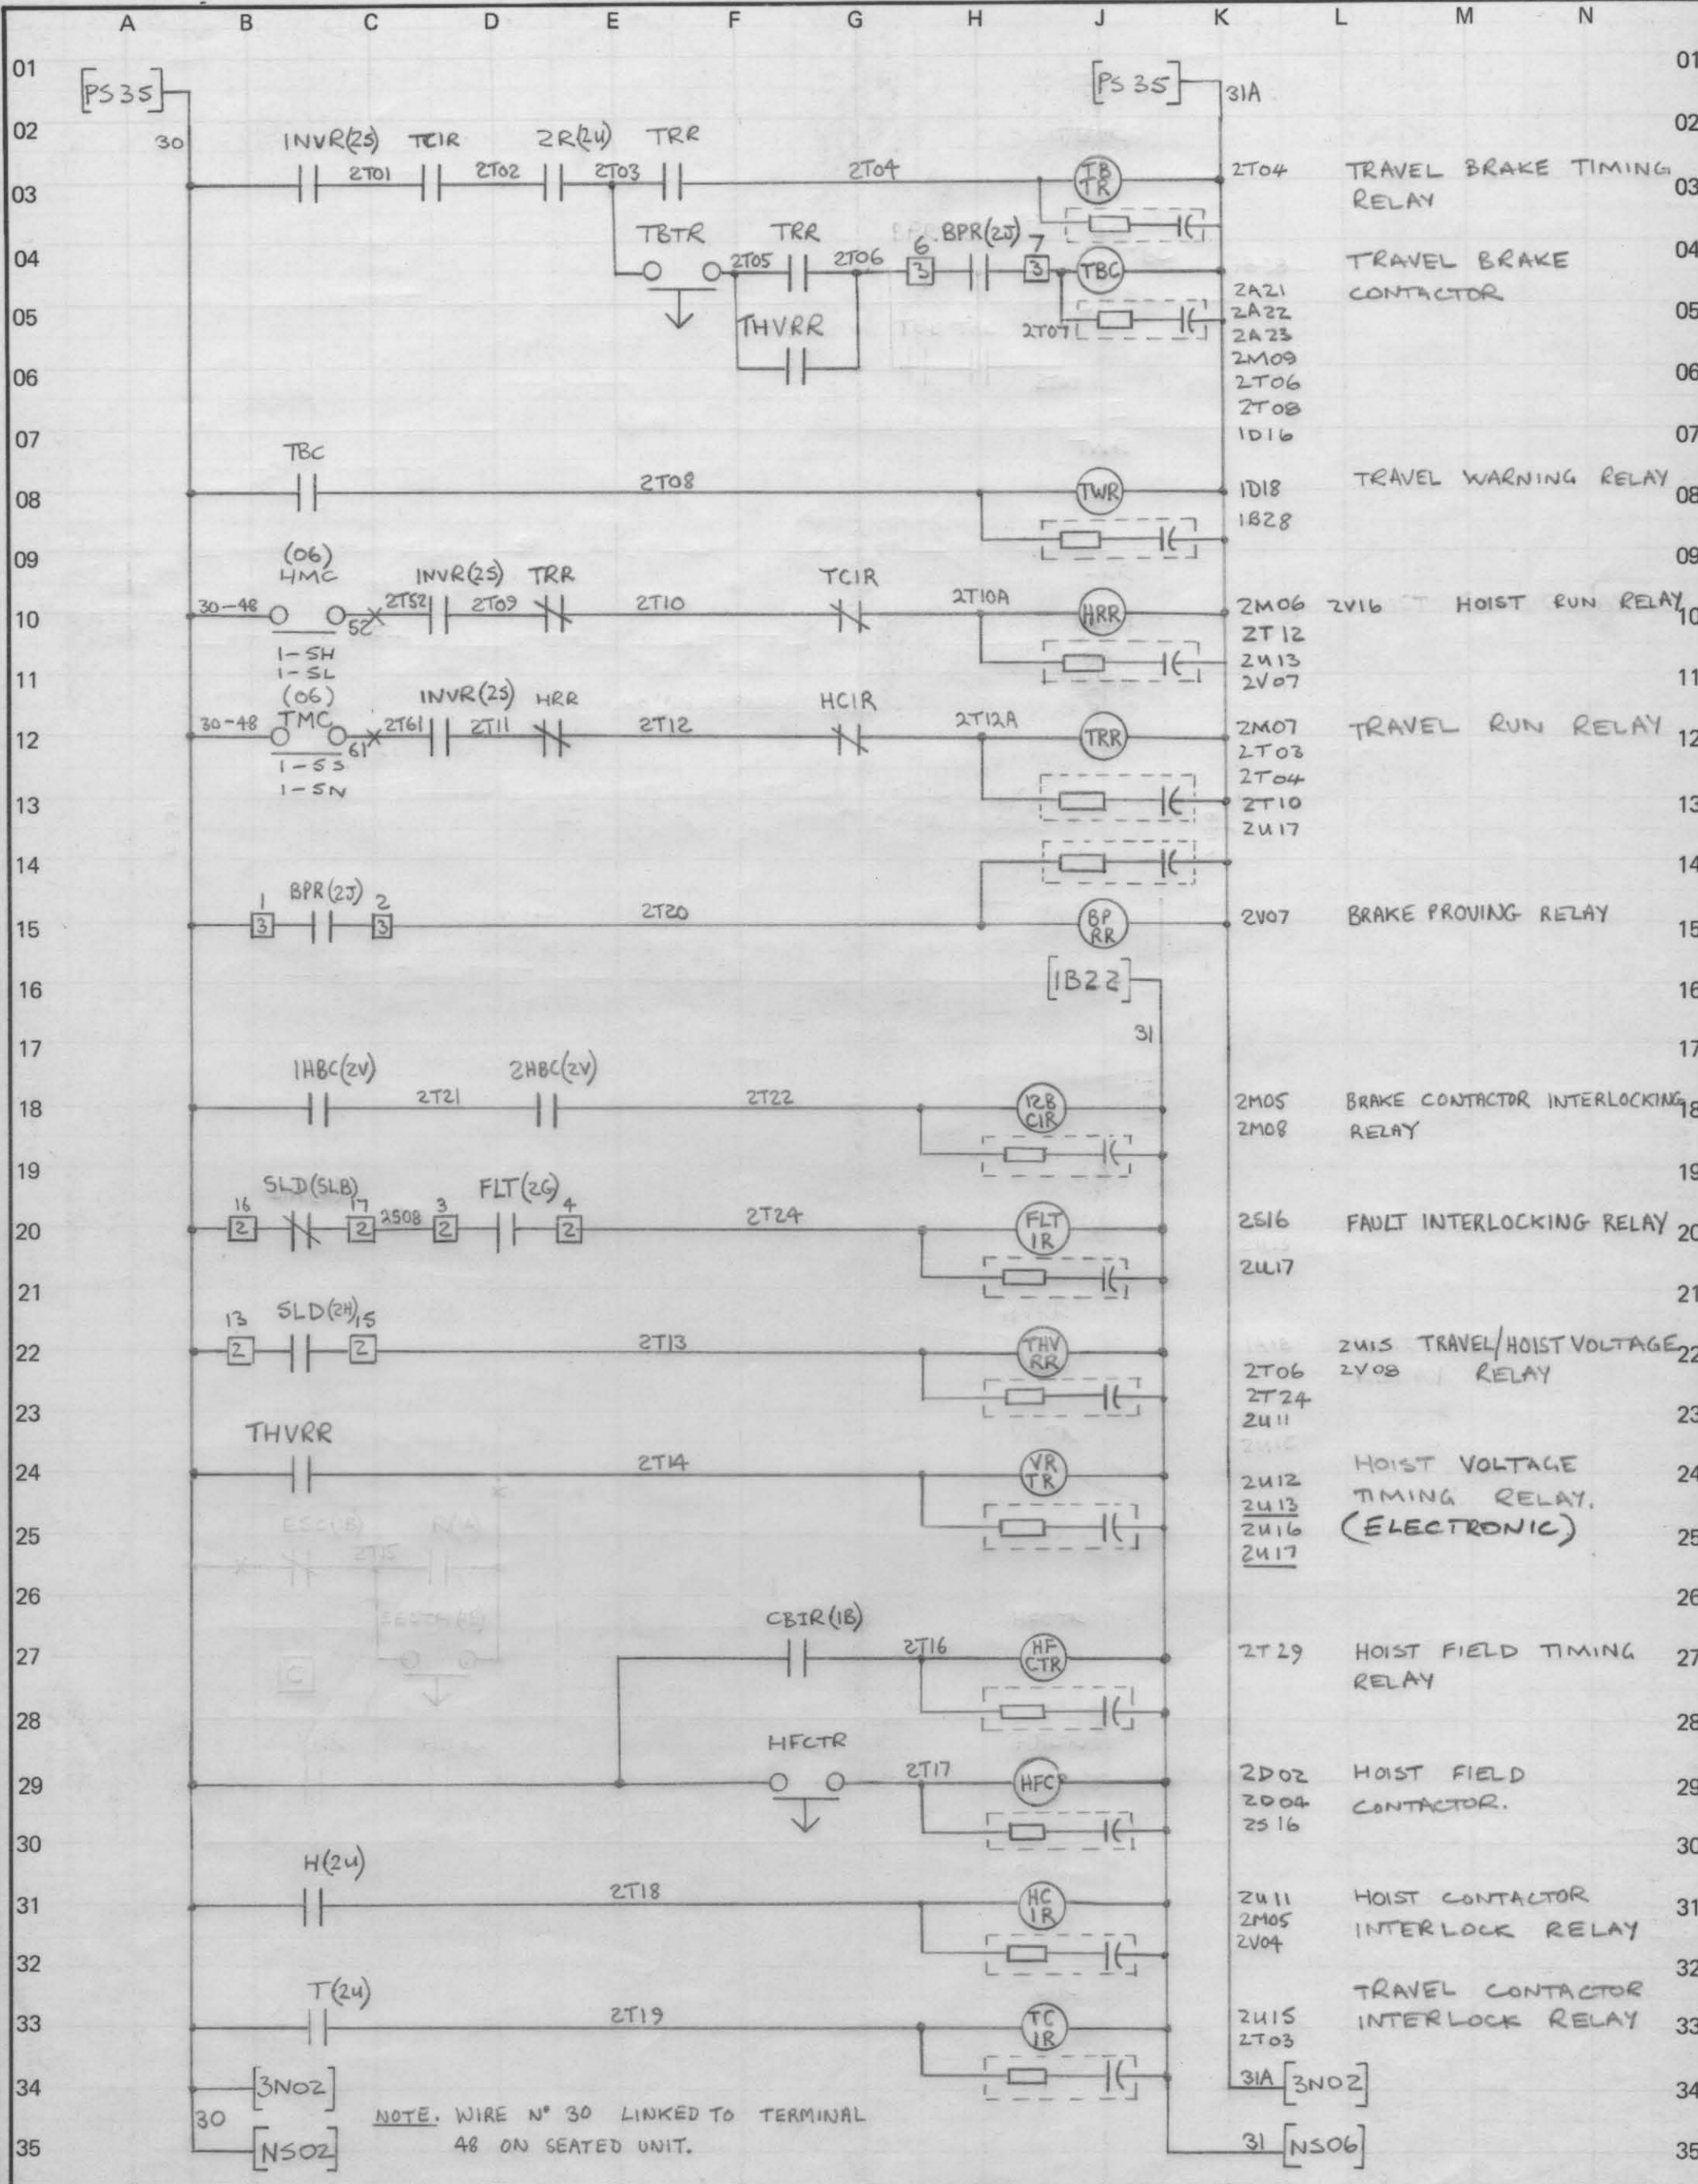 A B C D E F G H J K L M N
01 01
[PS35] [PS 35] 31A
02 30 02
INVR(2S) TCIR 2R(2U) TRR
2T01 2T02 2T03 2T04 TB TR 2T04 TRAVEL BRAKE TIMING
03 RELAY 03
TBTR TRR BPR(2J)
04 2T05 2T06 6 3 7 3 TBC TRAVEL BRAKE 04
CONTACTOR
2A21
05 THVRR 2T07 2A22 05
2A23
2M09
06 2T06 06
2T08
07 1D16 07
TBC
08 2T08 TWR 1D18 TRAVEL WARNING RELAY 08
1B28
09 (06) 09
HMC INVR(2S) TRR TCIR
10 30-48 52 2T52 2T09 2T10 2T10A HRR 2M06 2V16 HOIST RUN RELAY 10
2T12
1-5H 2U13
11 1-5L 2V07 11
(06)
TMC INVR(2S) HRR HCIR
12 30-48 61 2T61 2T11 2T12 2T12A TRR 2M07 TRAVEL RUN RELAY 12
1-5S 2T03
1-5N 2T04
13 2T10 13
2U17
14 14
BPR(2J)
15 1 3 2 3 2T20 BP RR 2V07 BRAKE PROVING RELAY 15
16 [1B22] 16
17 31 17
1HBC(2V) 2HBC(2V)
18 2T21 2T22 12B CIR 2M05 BRAKE CONTACTOR INTERLOCKING 18
2M08 RELAY
19 19
SLD(SLB) FLT(2G)
20 16 2 17 2 2S08 3 2 4 2 2T24 FLT IR 2S16 FAULT INTERLOCKING RELAY 20
2U17
21 21
SLD(2H)
22 13 2 15 2 2T13 THV RR 2U15 TRAVEL/HOIST VOLTAGE 22
2T06 2V08 RELAY
2T24
23 2U11 23
THVRR
24 2T14 VR TR 2U12 HOIST VOLTAGE 24
2U13 TIMING RELAY.
25 2U16 (ELECTRONIC) 25
2U17
26 26
CBIR(1B)
27 C 2T16 HF CTR 2T29 HOIST FIELD TIMING 27
RELAY
28 28
HFCTR
29 2T17 HFC 2D02 HOIST FIELD 29
2D04 CONTACTOR.
30 2S16 30
H(2U)
31 2T18 HC IR 2U11 HOIST CONTACTOR 31
2M05 INTERLOCK RELAY
32 2V04 32
T(2U) TRAVEL CONTACTOR
33 2T19 TC IR 2U15 INTERLOCK RELAY 33
2T03
34 [3N02] 31A [3N02] 34
30 NOTE. WIRE Nº 30 LINKED TO TERMINAL
35 [NS02] 48 ON SEATED UNIT. 31 [NS06] 35